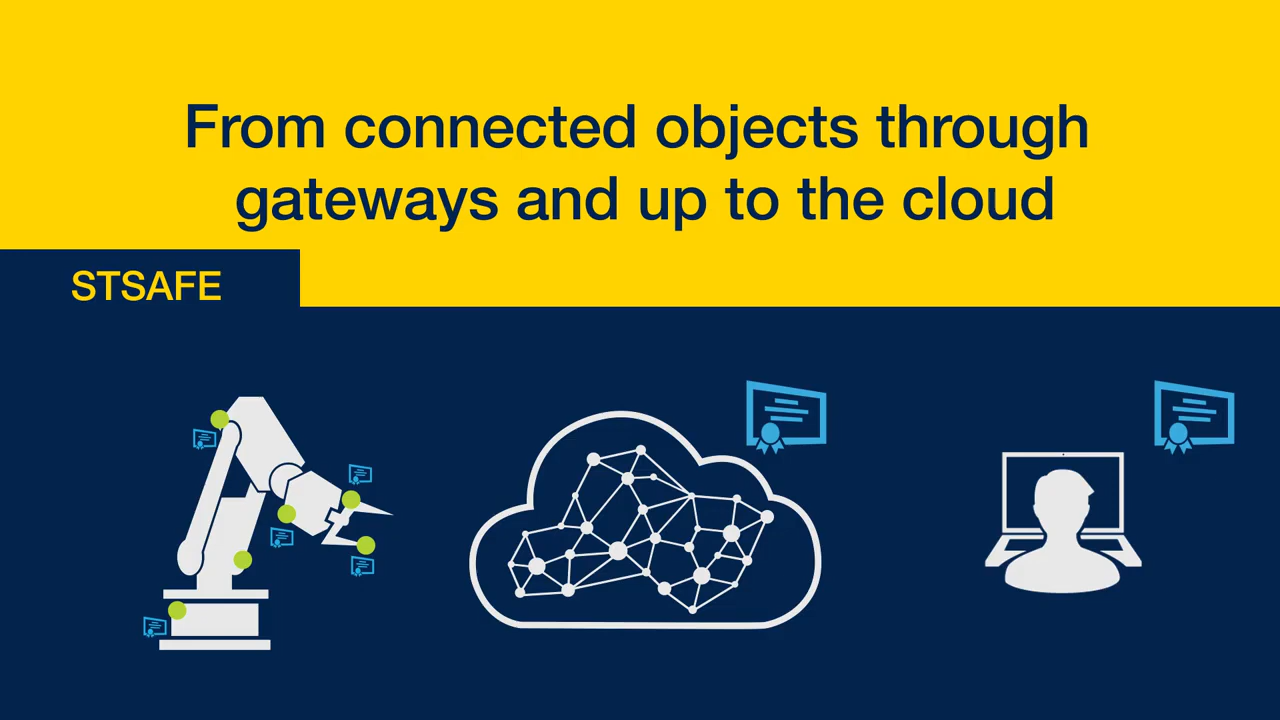 From connected objects through
gateways and up to the cloud
STSAFE